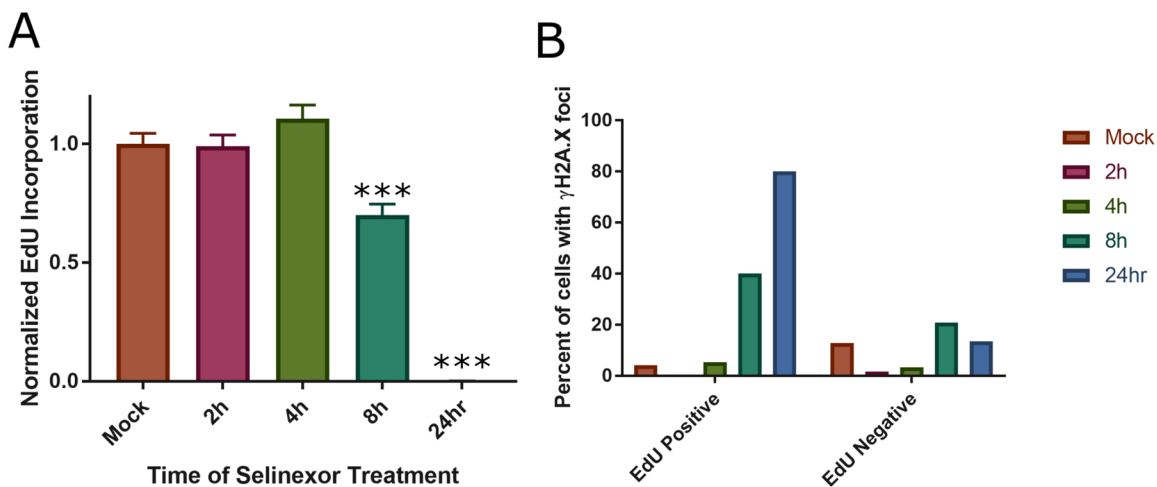 A
Normalized EdU Incorporation
1.0
0.5
0.0
***
***
Mock
2h
4h
8h
24hr
Time of Selinexor Treatment
B
Percent of cells with γH2A.X foci
100
80
60
40
20
0
EdU Positive
EdU Negative
Mock
2h
4h
8h
24hr